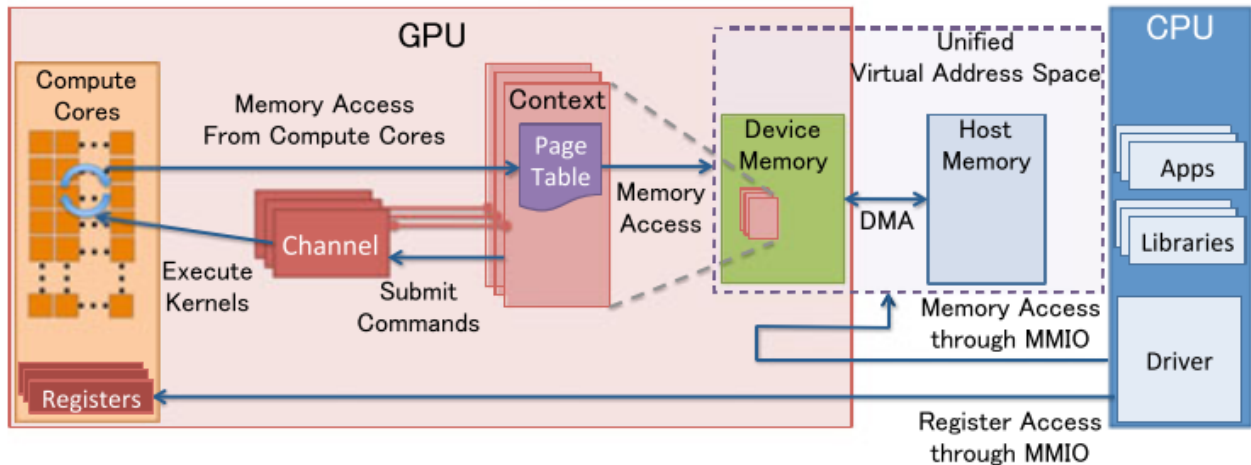 GPU
CPU
Unified
Virtual Address Space
Compute
Cores
Memory Access
From Compute Cores
Context
Page
Table
Memory
Access
Device
Memory
Host
Memory
DMA
Apps
Libraries
Channel
Execute
Kernels
Submit
Commands
Memory Access
through MMIO
Driver
Registers
Register Access
through MMIO